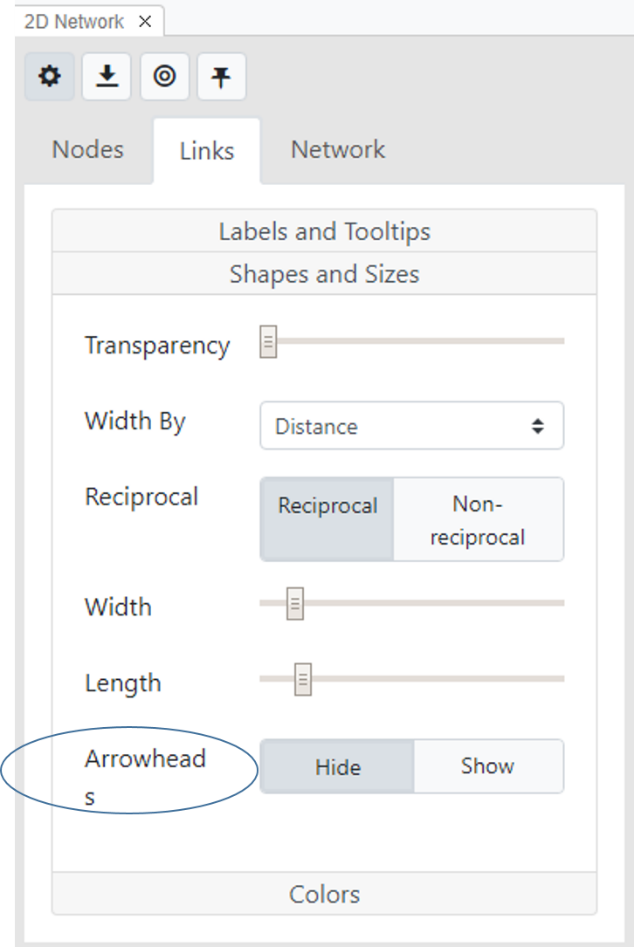 2D Network ×
Nodes Links Network
Labels and Tooltips
Shapes and Sizes
Transparency
Width By Distance
Reciprocal Reciprocal Non-
reciprocal
Width
Length
Arrowhead Hide Show
s
Colors